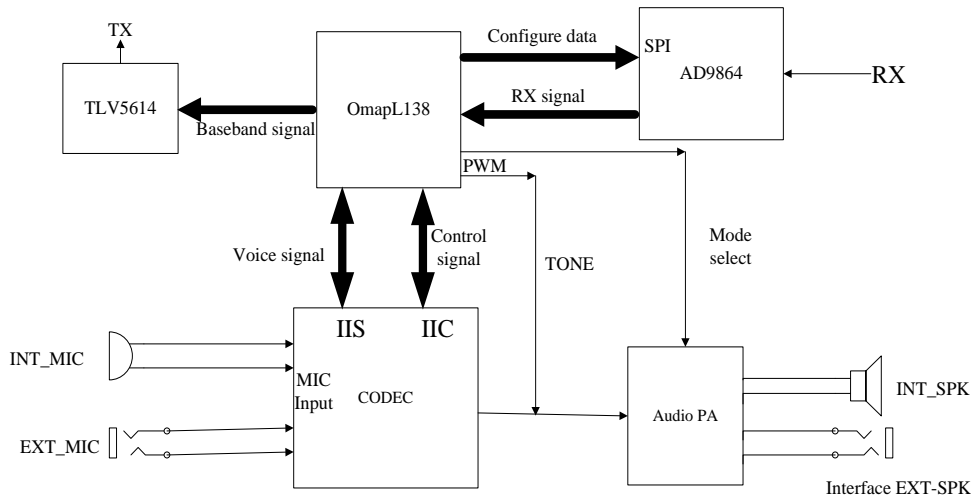 TX
Configure data
SPI
AD9864
RX
TLV5614
OmapL138
RX signal
Baseband signal
PWM
Mode
select
Voice signal
Control
signal
TONE
IIS
IIC
INT_MIC
MIC
Input
CODEC
Audio PA
INT_SPK
EXT_MIC
Interface EXT-SPK